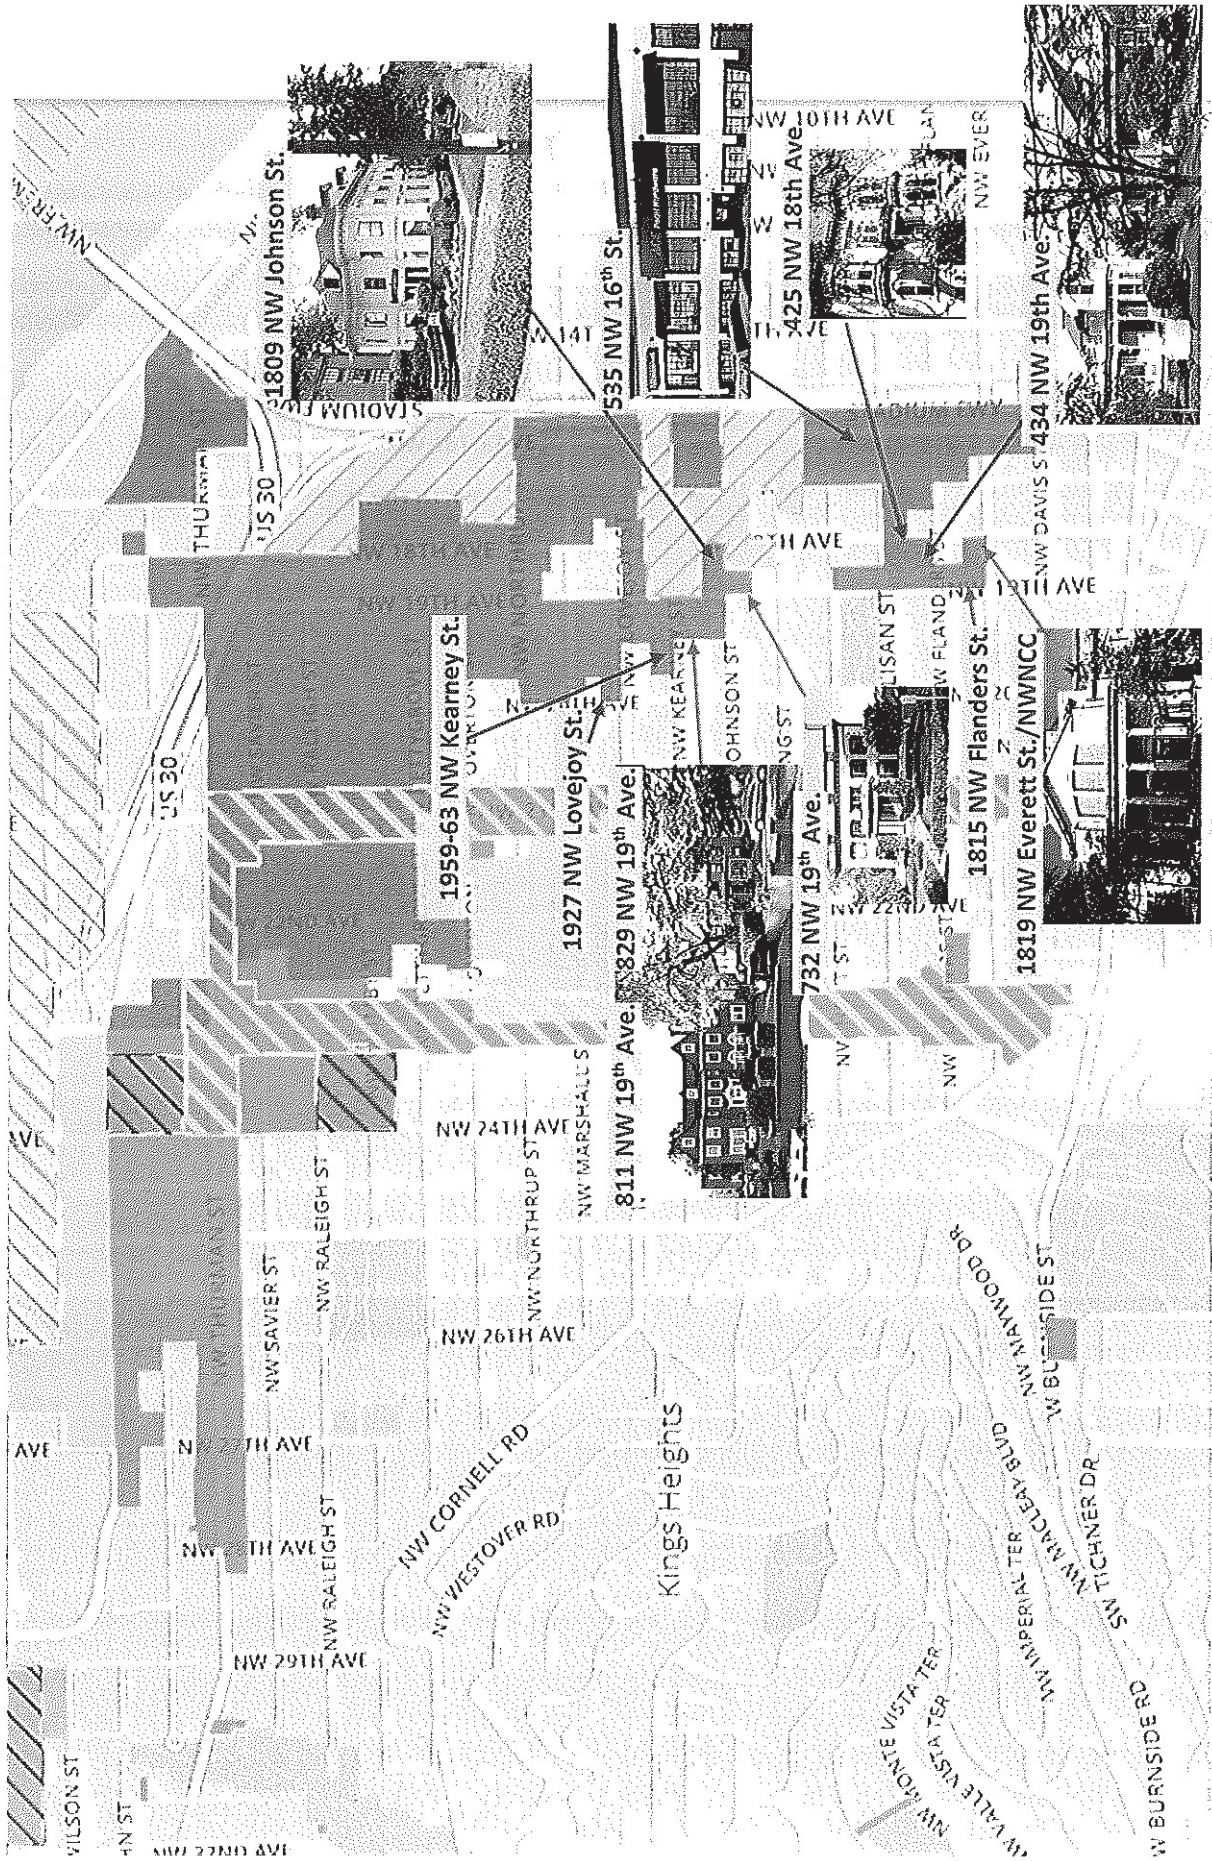 1809 NW Johnson St.
535 NW 16th St.
425 NW 18th Ave.
434 NW 19th Ave.
1959-63 NW Kearney St.
1927 NW Lovejoy St.
811 NW 19th Ave.
829 NW 19th Ave.
732 NW 19th Ave.
1815 NW Flanders St.
1819 NW Everett St./NWNCC
NW 10TH AVE
US 30
US 30
NW DAVIS S
NW 19TH AVE
NW KEARNE
OHNSON ST
NW 22ND AVE
NW MARSHALL S
NW 24TH AVE
NW NORTHRUP ST
NW RALEIGH ST
NW SAVIER ST
NW 26TH AVE
AVE
NW CORNELL RD
NW WESTOVER RD
NW RALEIGH ST
NW 29TH AVE
Kings Heights
NW MAYWOOD DR
W BURNSIDE ST
NW MACLEAY BLVD
NW IMPERIAL TER
SW TICHNER DR
NW MONTE VISTA TER
NW VALLE VISTA TER
W BURNSIDE RD
WILSON ST
HN ST
NW 32ND AVE